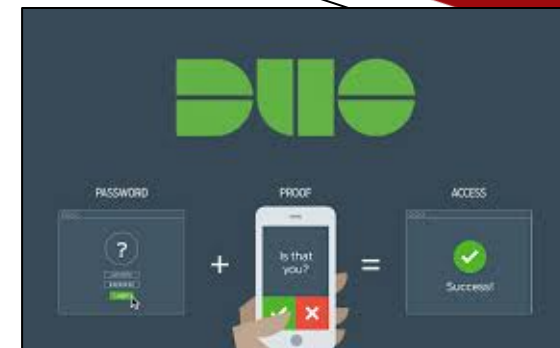 DUO
PASSWORD
PROOF
ACCESS
?
Is that
you?
+
=
Success!